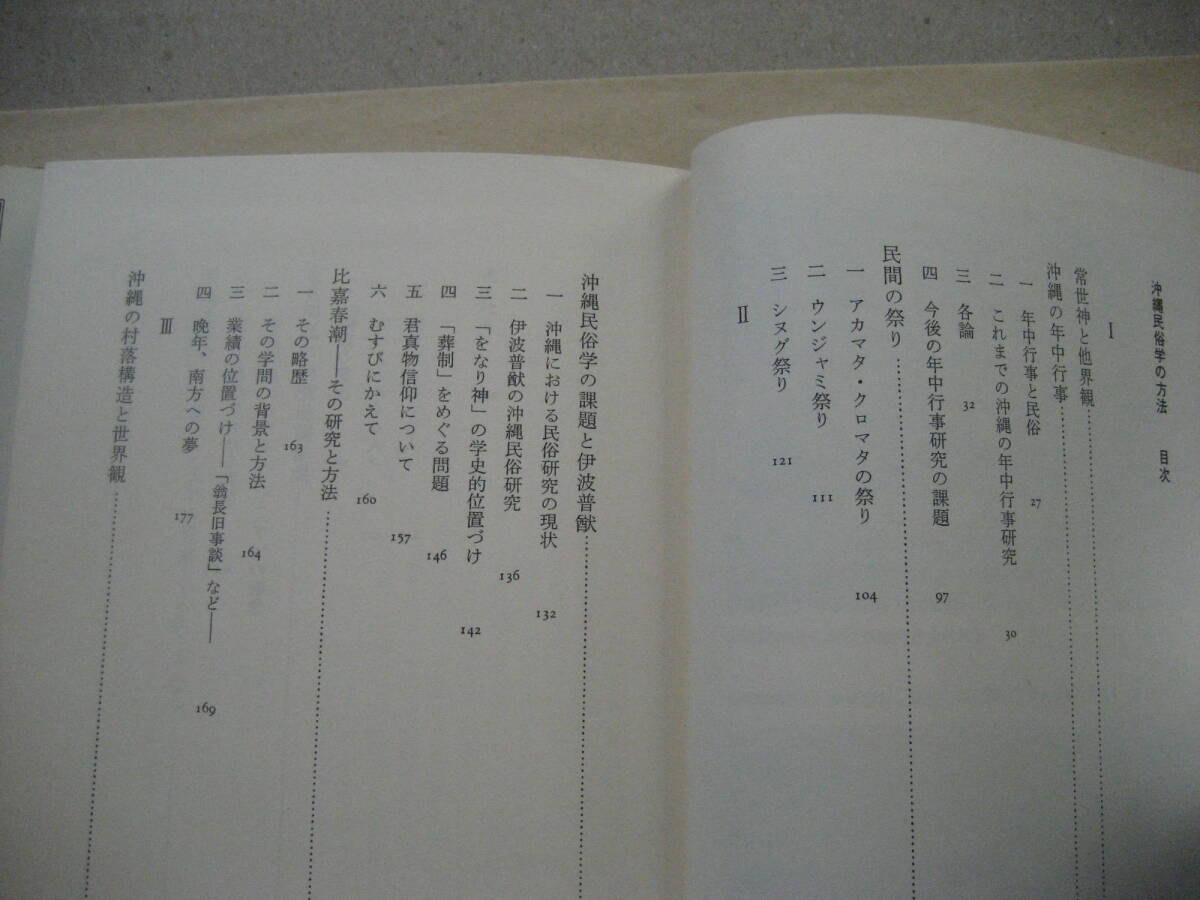 沖縄民俗学の方法 目次
I
常世神と他界観
沖縄の年中行事
一 年中行事と民俗 27
二 これまでの沖縄の年中行事研究 30
三 各論 32
四 今後の年中行事研究の課題 97
民間の祭り
一 アカマタ・クロマタの祭り 104
二 ウンジャミ祭り 111
三 シヌグ祭り 121
II
沖縄民俗学の課題と伊波普猷
一 沖縄における民俗研究の現状 132
二 伊波普猷の沖縄民俗研究 136
三 「をなり神」の学史的位置づけ 142
四 「葬制」をめぐる問題 146
五 君真物信仰について 157
六 むすびにかえて 160
比嘉春潮——その研究と方法
一 その略歴 163
二 その学問の背景と方法 164
三 業績の位置づけ——「翁長旧事談」など—— 169
四 晩年、南方への夢 177
III
沖縄の村落構造と世界観